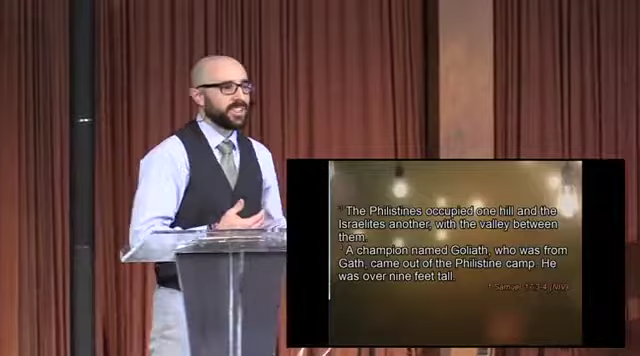 ³ The Philistines occupied one hill and the
Israelites another, with the valley between
them.
⁴ A champion named Goliath, who was from
Gath, came out of the Philistine camp. He
was over nine feet tall.
1 Samuel 17:3-4 (NIV)